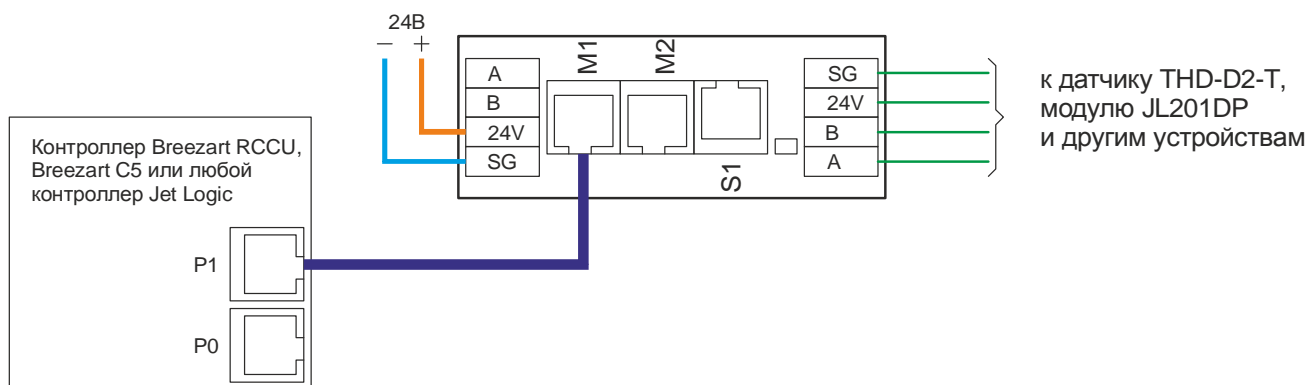 24В
–
+
A
B
24V
SG
M1
M2
S1
SG
24V
B
A
к датчику THD-D2-T,
модулю JL201DP
и другим устройствам
Контроллер Breezart RCCU,
Breezart C5 или любой
контроллер Jet Logic
P1
P0